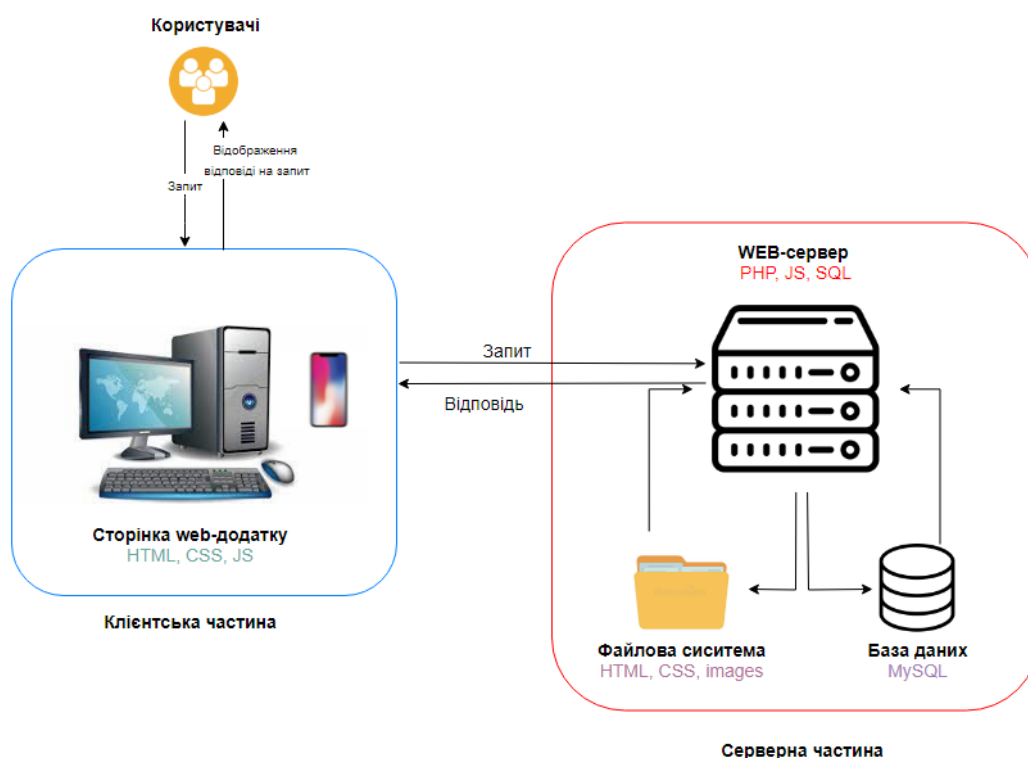 Користувачі
Відображення
відповіді на запит
Запит
WEB-сервер
PHP, JS, SQL
Запит
Відповідь
Сторінка web-додатку
HTML, CSS, JS
Клієнтська частина
Файлова сиситема
HTML, CSS, images
База даних
MySQL
Серверна частина